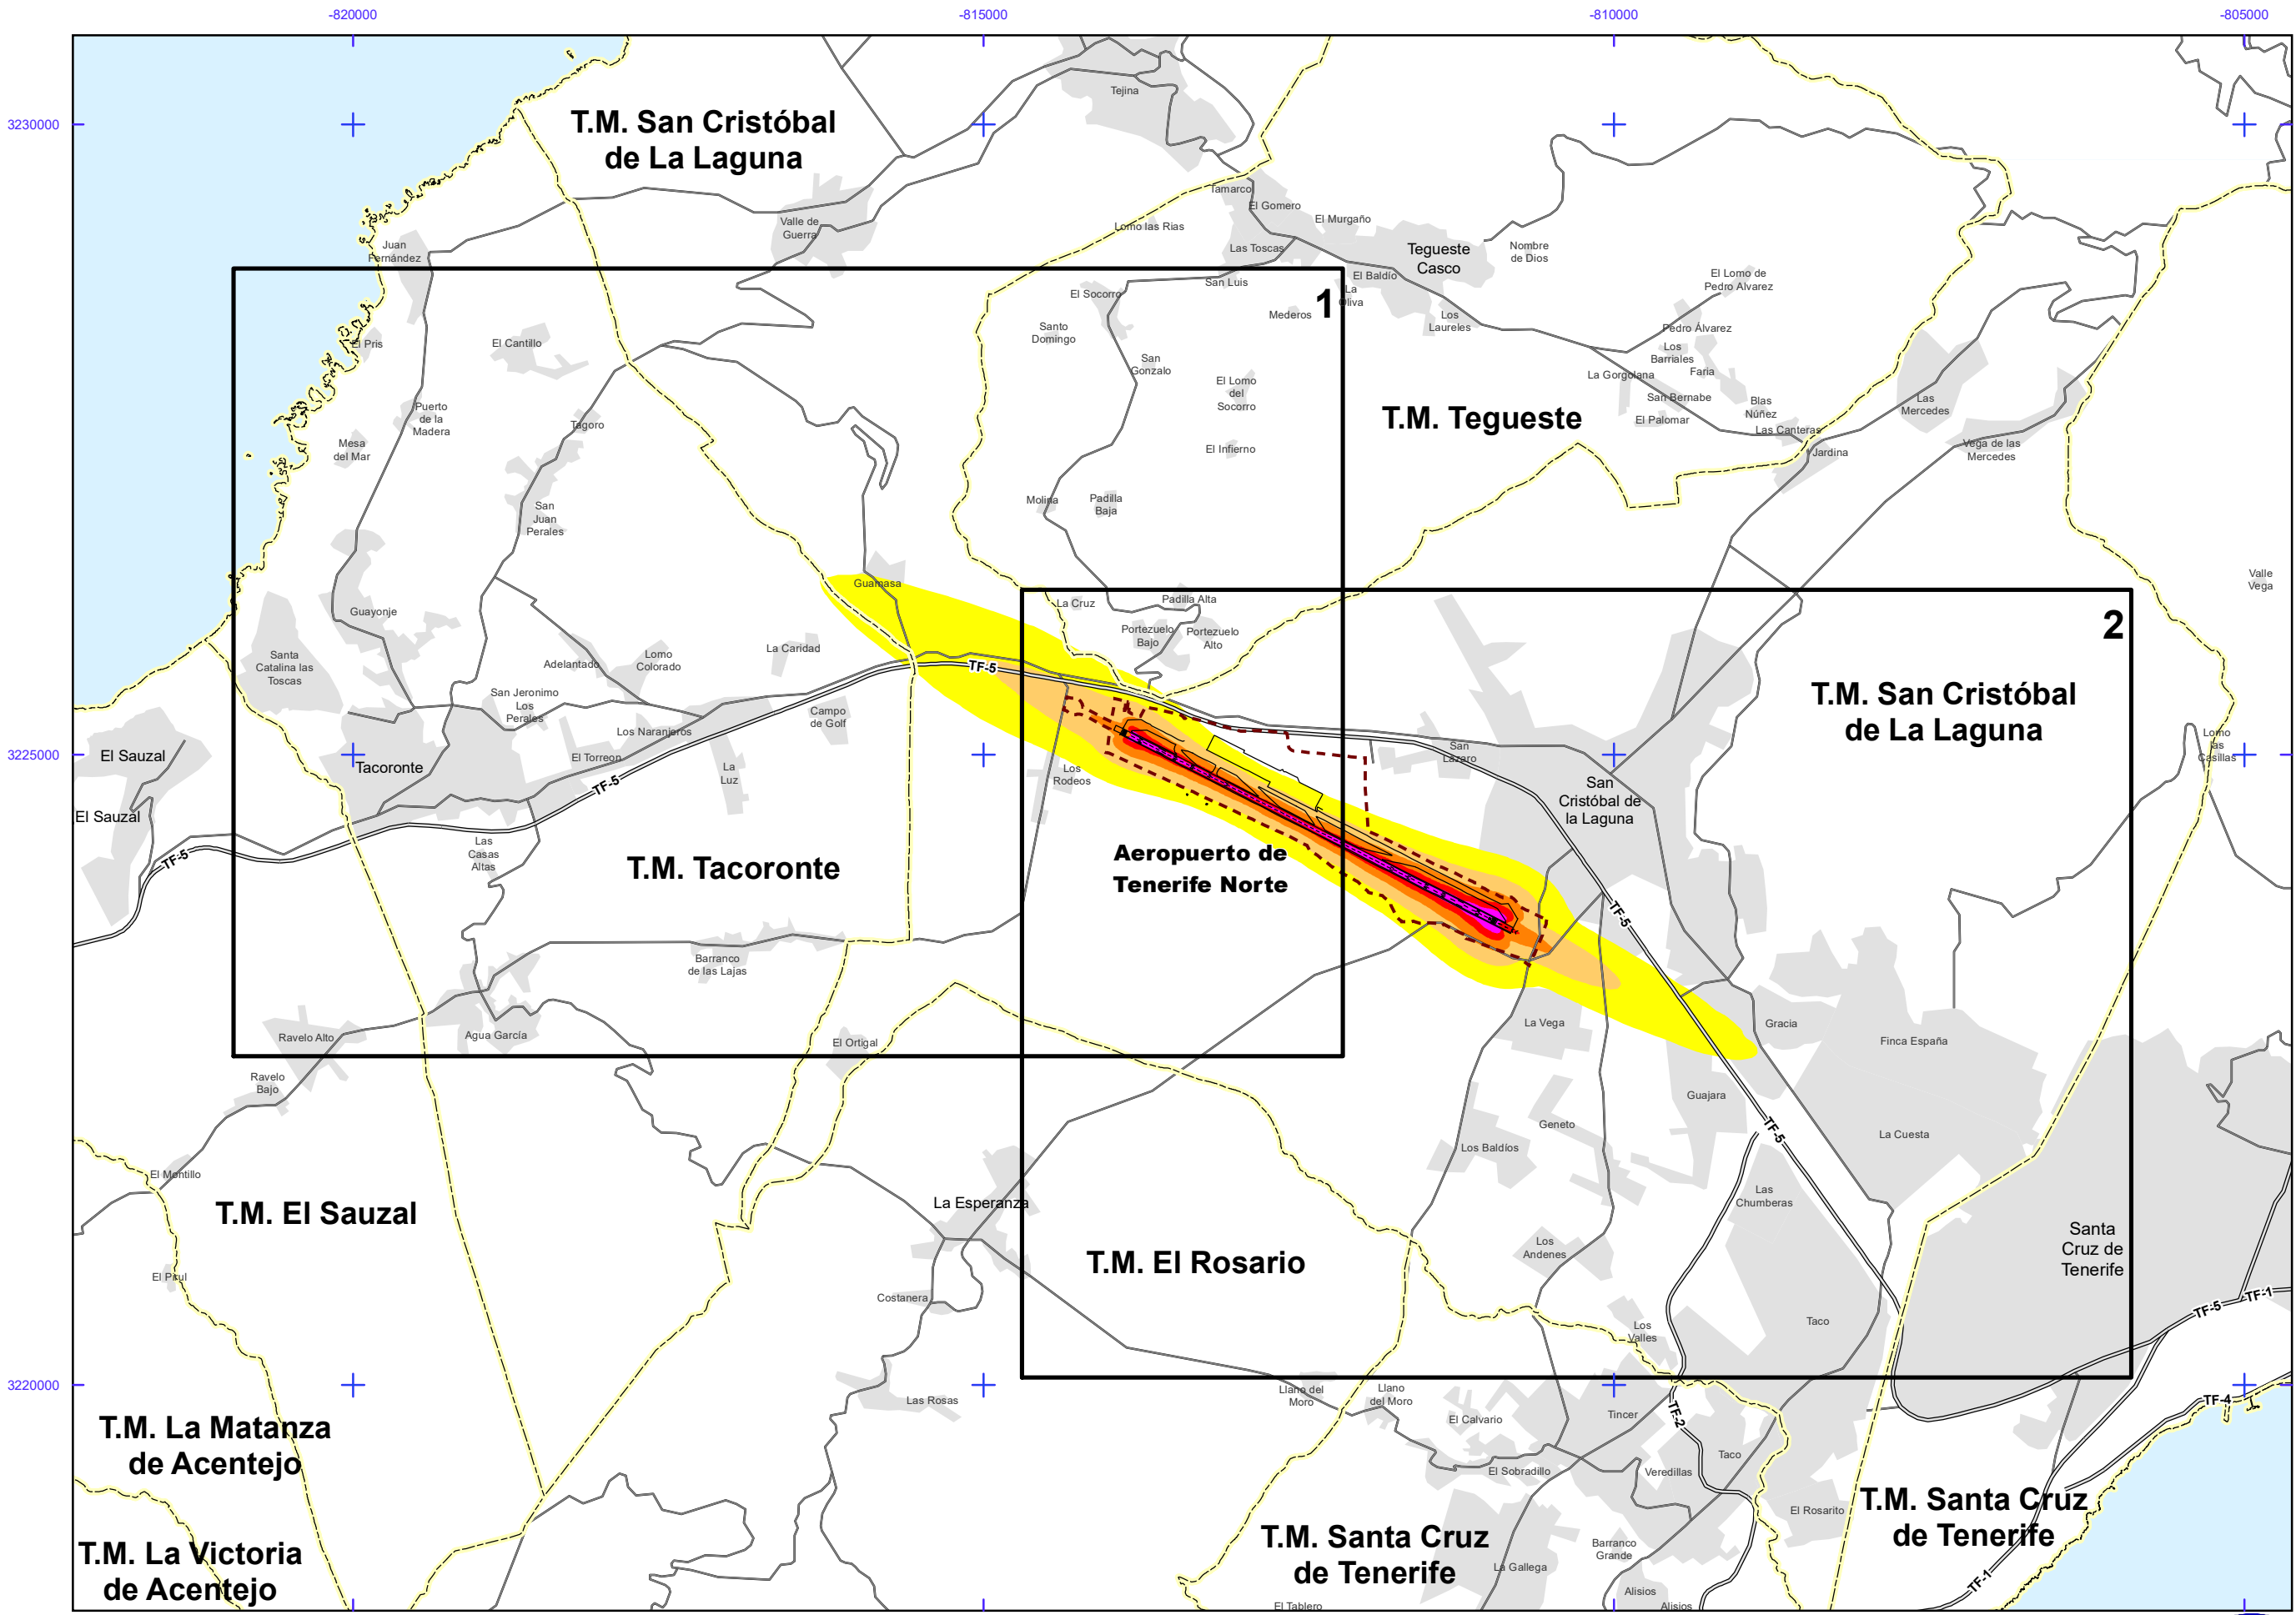 -820000
-815000
-810000
-805000
3230000
3225000
3220000
T.M. San Cristóbal
de La Laguna
Tejina
Tamarco
El Gomero
El Murgaño
Lomo las Rias
Las Toscas
Tegueste
Casco
Nombre
de Dios
Valle de
Guerra
Juan
Fernández
San Luis
El Baldío
La
Oliva
El Socorro
Mederos
1
Los
Laureles
El Lomo de
Pedro Alvarez
Pedro Álvarez
Los
Barriales
Faria
La Gorgolana
San Bernabe
El Palomar
Blas
Núñez
Las Canteras
Jardina
Las
Mercedes
Vega de las
Mercedes
Santo
Domingo
San
Gonzalo
El Lomo
del
Socorro
El Infierno
T.M. Tegueste
El Pris
El Cantillo
Puerto
de la
Madera
Mesa
del Mar
Tagoro
San
Juan
Perales
Molina
Padilla
Baja
Guamasa
La Cruz
Padilla Alta
Portezuelo
Bajo
Portezuelo
Alto
Valle
Vega
2
Guayonje
Santa
Catalina las
Toscas
Adelantado
Lomo
Colorado
La Caridad
TF-5
San Jeronimo
Los
Perales
Los Naranjeros
Campo
de Golf
El Torreon
La
Luz
Los
Rodeos
San
Lázaro
San
Cristóbal de
la Laguna
T.M. San Cristóbal
de La Laguna
Lomo
las
Casillas
El Sauzal
El Sauzal
Tacoronte
TF-5
TF-5
Las
Casas
Altas
T.M. Tacoronte
Aeropuerto de
Tenerife Norte
TF-5
Barranco
de las Lajas
Agua García
Ravelo Alto
Ravelo
Bajo
El Ortigal
La Vega
Gracia
Finca España
Guajara
Geneto
Los Baldíos
TF-5
La Cuesta
El Montillo
T.M. El Sauzal
La Esperanza
Las
Chumberas
Los
Andenes
Santa
Cruz de
Tenerife
T.M. El Rosario
El Paul
Costanera
Los
Valles
Taco
TF-5
TF-1
Las Rosas
Llano del
Moro
Llano
del Moro
El Calvario
Tincer
TF-2
TF-4
T.M. La Matanza
de Acentejo
Taco
El Sobradillo
Veredillas
El Rosarito
T.M. Santa Cruz
de Tenerife
T.M. Santa Cruz
de Tenerife
T.M. La Victoria
de Acentejo
Barranco
Grande
La Gallega
Alisios
Alisios
El Tablero
TF-1